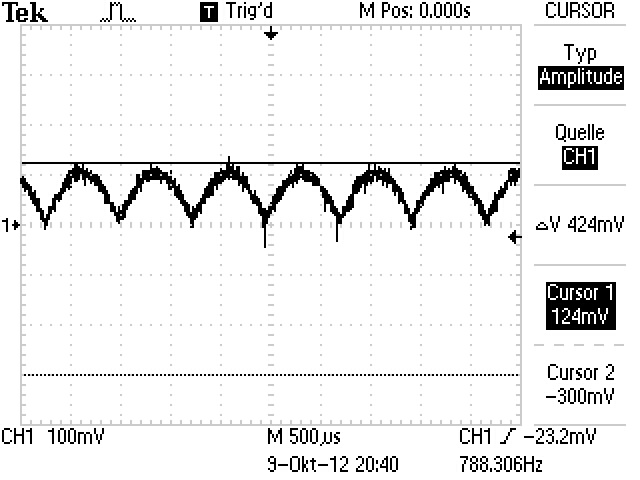 Tek T Trig'd M Pos: 0.000s CURSOR
Typ
Amplitude
Quelle
CH1
1
△V 424mV
Cursor 1
124mV
Cursor 2
-300mV
CH1 100mV M 500µs CH1 -23.2mV
9-Okt-12 20:40 788.306Hz